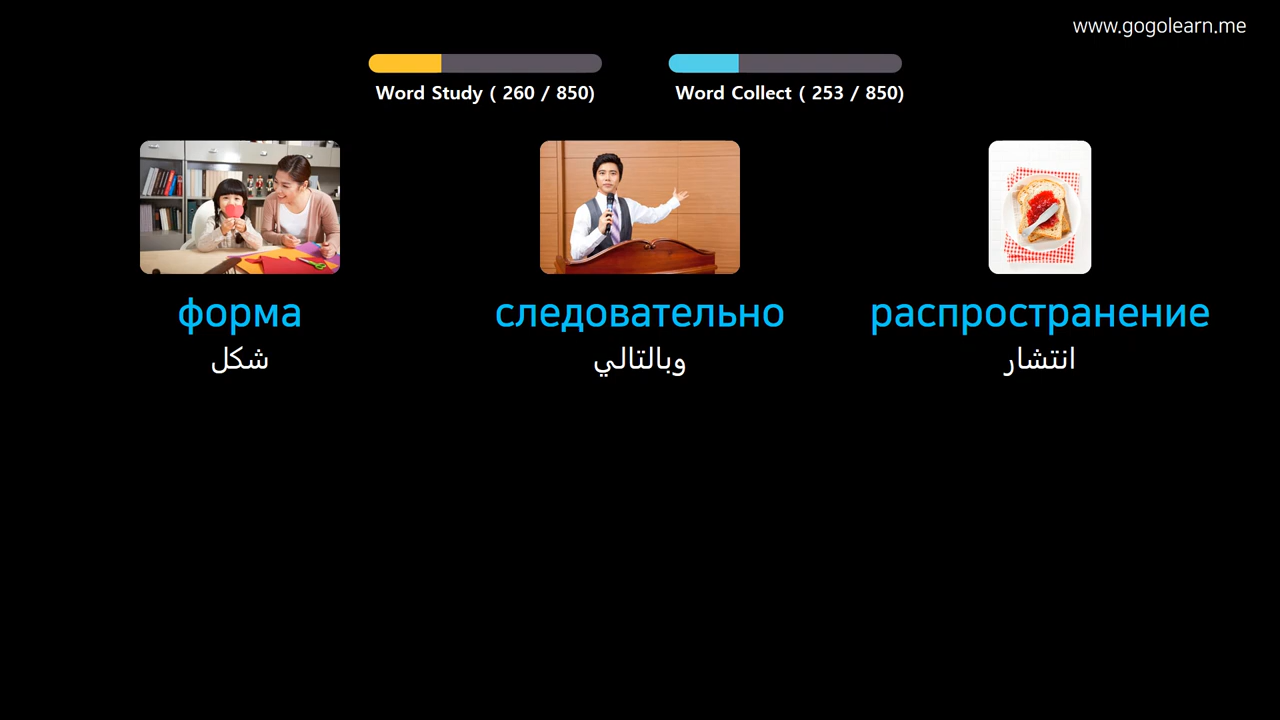 www.gogolearn.me
Word Study ( 260 / 850)
Word Collect ( 253 / 850)
форма
شكل
следовательно
وبالتالي
распространение
انتشار